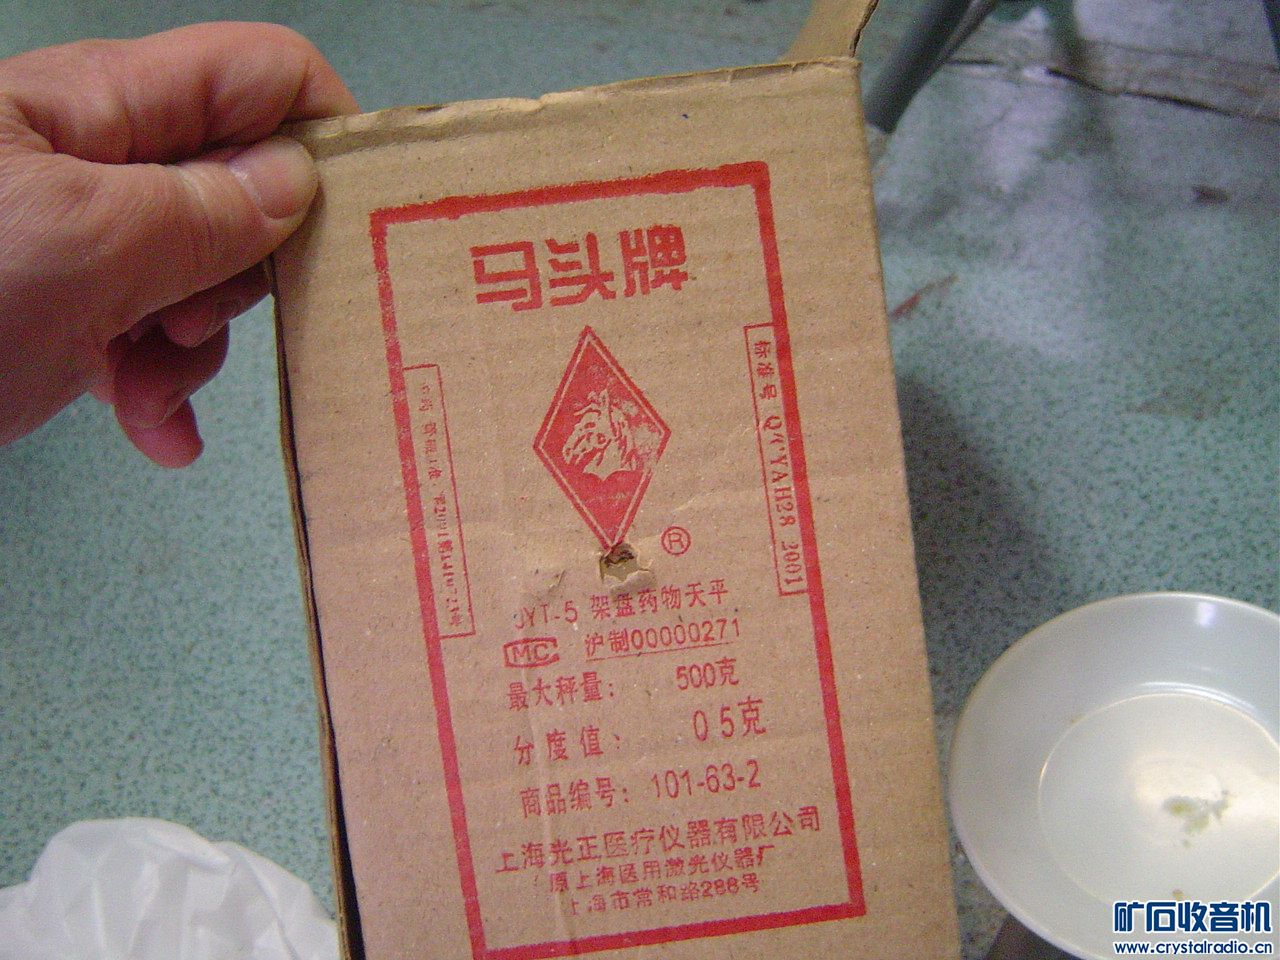 马头牌
®
标准号 Q/YAH28 2001
JYT-5 架盘药物天平
MC 沪制00000271
最大秤量： 500克
分度值： 0.5克
商品编号： 101-63-2
上海光正医疗仪器有限公司
原上海医用激光仪器厂
上海市常和路288号
矿石收音机
www.crystalradio.cn